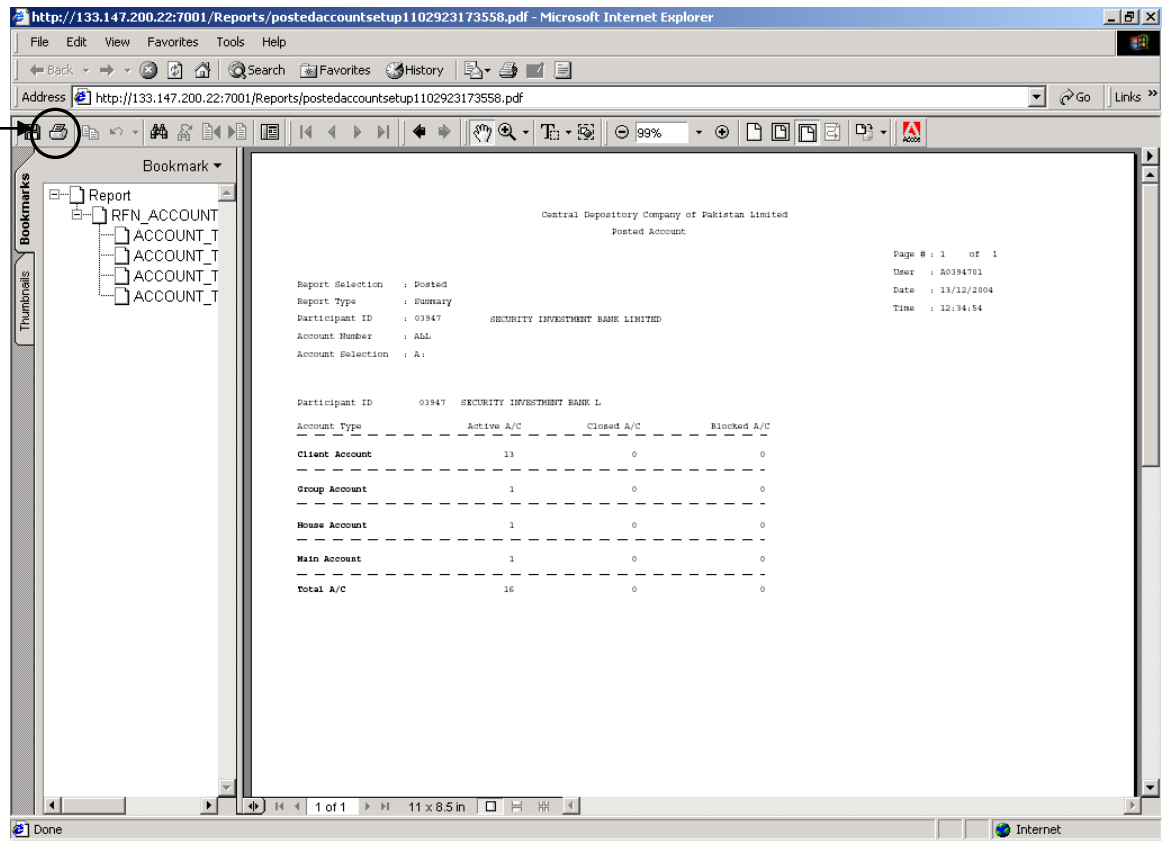 http://133.147.200.22:7001/Reports/postedaccountsetup1102923173558.pdf - Microsoft Internet Explorer
File Edit View Favorites Tools Help
Back Search Favorites History
Address http://133.147.200.22:7001/Reports/postedaccountsetup1102923173558.pdf Go Links »
99% Adobe
Bookmark
Bookmarks
Thumbnails
Report
RFN_ACCOUNT
ACCOUNT_T
ACCOUNT_T
ACCOUNT_T
ACCOUNT_T
Central Depository Company of Pakistan Limited
Posted Account
Page # : 1 of 1
User : A0394701
Date : 13/12/2004
Time : 12:34:54
Report Selection : Posted
Report Type : Summary
Participant ID : 03947 SECURITY INVESTMENT BANK LIMITED
Account Number : ALL
Account Selection : A:
Participant ID 03947 SECURITY INVESTMENT BANK L
Account Type Active A/C Closed A/C Blocked A/C
Client Account 13 0 0
Group Account 1 0 0
House Account 1 0 0
Main Account 1 0 0
Total A/C 16 0 0
1 of 1 11 x 8.5 in
Done Internet